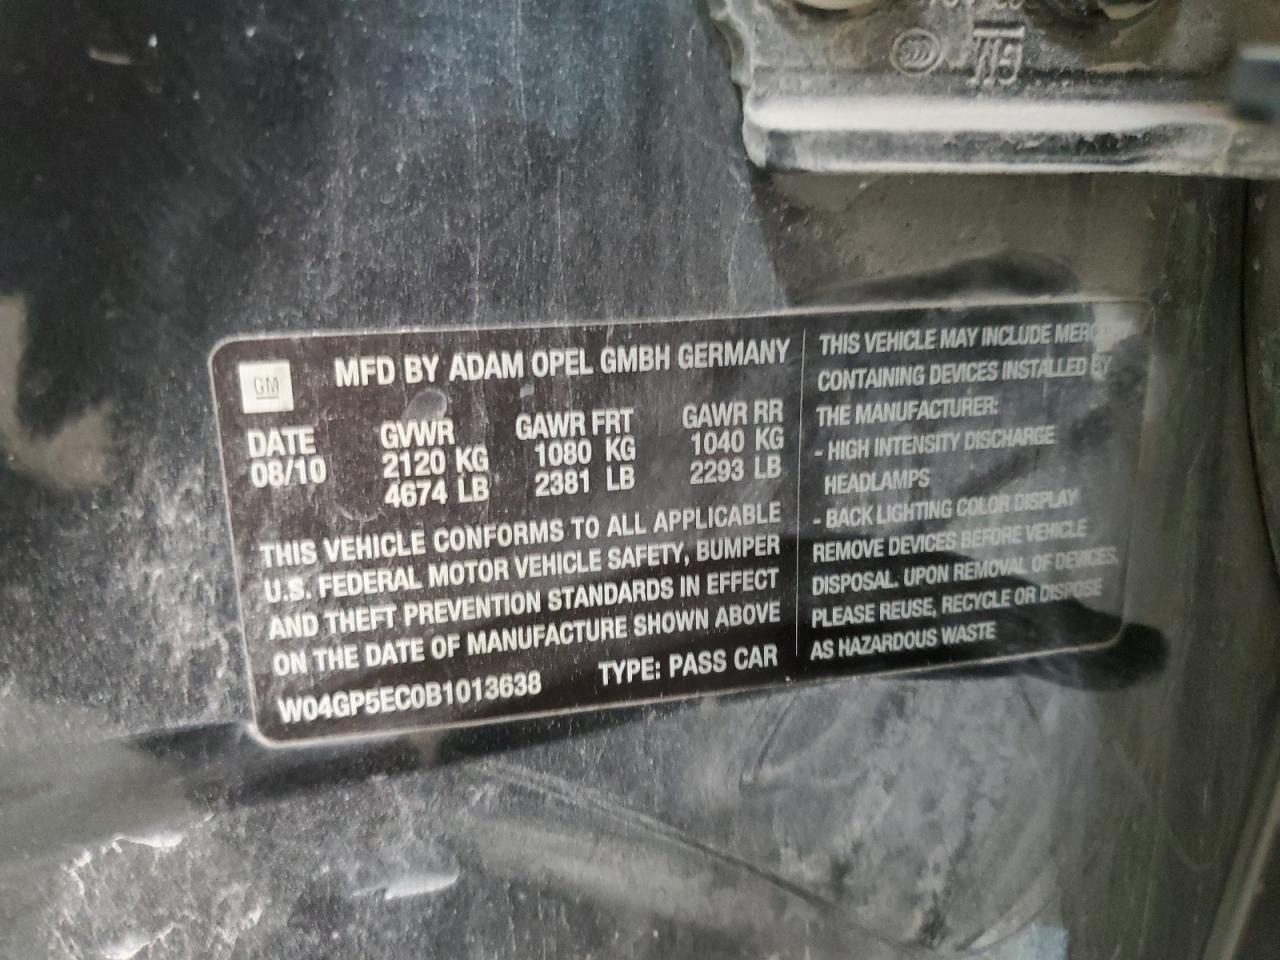 GM
MFD BY ADAM OPEL GMBH GERMANY
DATE
08/10
GVWR
2120 KG
4674 LB
GAWR FRT
1080 KG
2381 LB
GAWR RR
1040 KG
2293 LB
THIS VEHICLE CONFORMS TO ALL APPLICABLE
U.S. FEDERAL MOTOR VEHICLE SAFETY, BUMPER
AND THEFT PREVENTION STANDARDS IN EFFECT
ON THE DATE OF MANUFACTURE SHOWN ABOVE
W04GP5EC0B1013638 TYPE: PASS CAR
THIS VEHICLE MAY INCLUDE MERCURY
CONTAINING DEVICES INSTALLED BY
THE MANUFACTURER:
- HIGH INTENSITY DISCHARGE
HEADLAMPS
- BACK LIGHTING COLOR DISPLAY
REMOVE DEVICES BEFORE VEHICLE
DISPOSAL. UPON REMOVAL OF DEVICES,
PLEASE REUSE, RECYCLE OR DISPOSE
AS HAZARDOUS WASTE